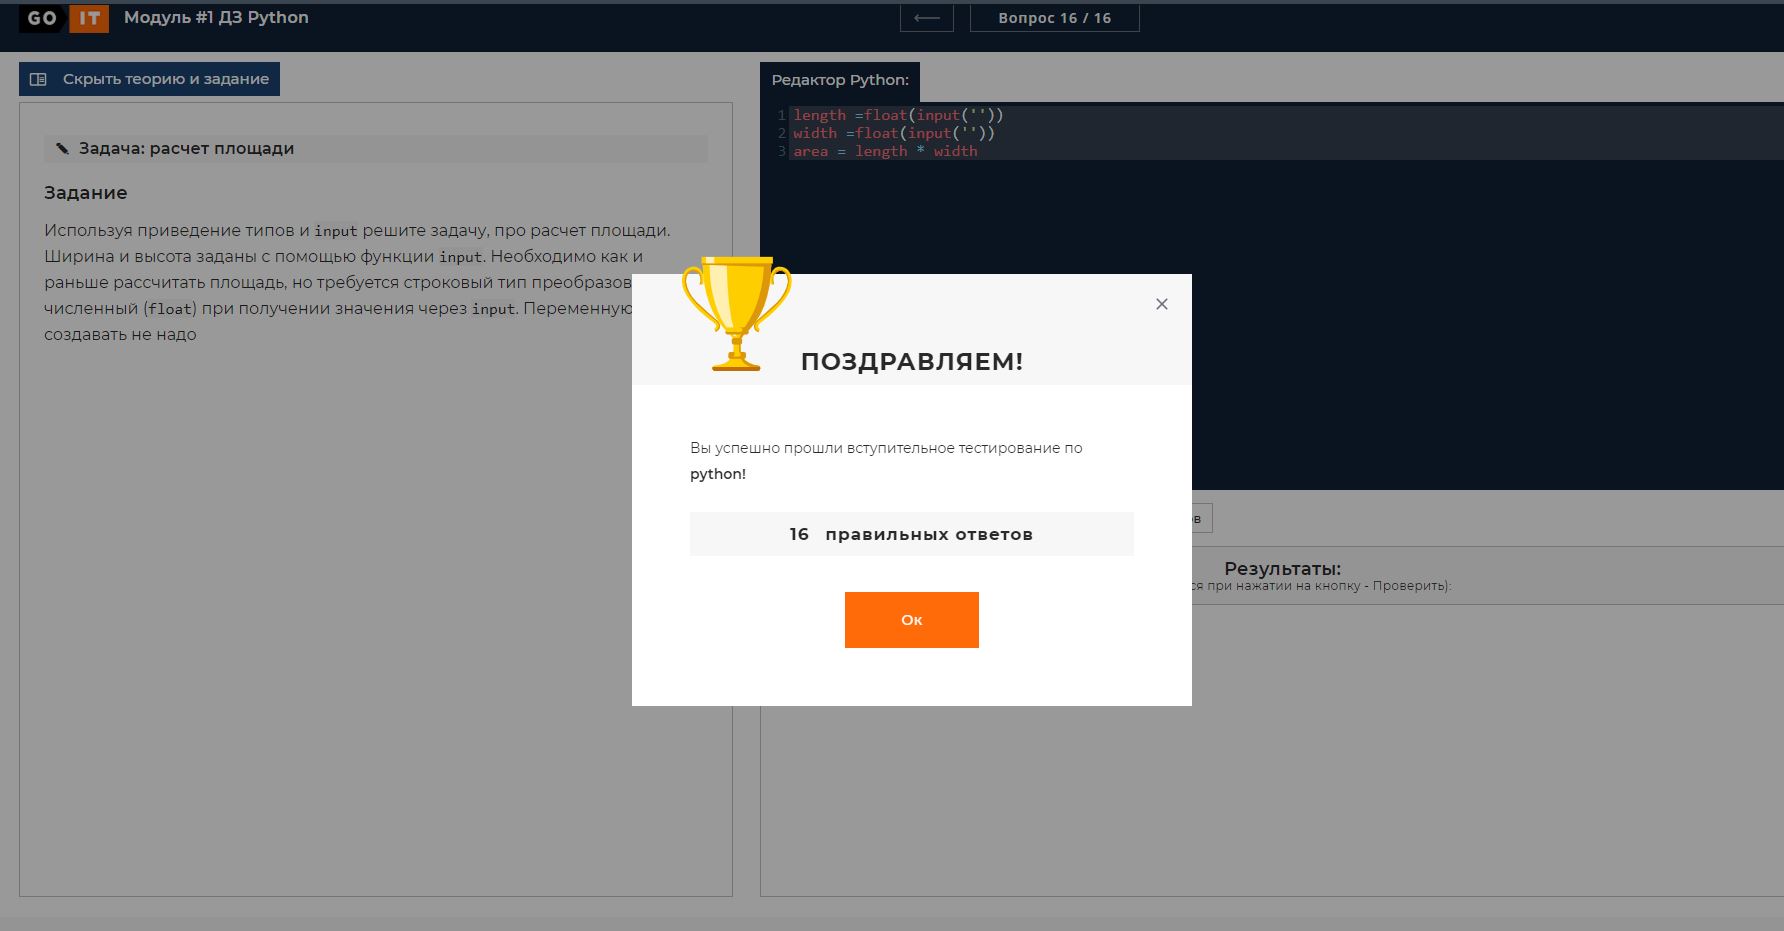 GO IT Модуль #1 ДЗ Python
Вопрос 16 / 16
Скрыть теорию и задание
Задача: расчет площади
Задание
Используя приведение типов и input решите задачу, про расчет площади.
Ширина и высота заданы с помощью функции input. Необходимо как и
раньше рассчитать площадь, но требуется строковый тип преобразов
численный (float) при получении значения через input. Переменную
создавать не надо
Редактор Python:
1 length =float(input(''))
2 width =float(input(''))
3 area = length * width
ПОЗДРАВЛЯЕМ!
Вы успешно прошли вступительное тестирование по
python!
16 правильных ответов
Ок
Результаты:
ся при нажатии на кнопку - Проверить):